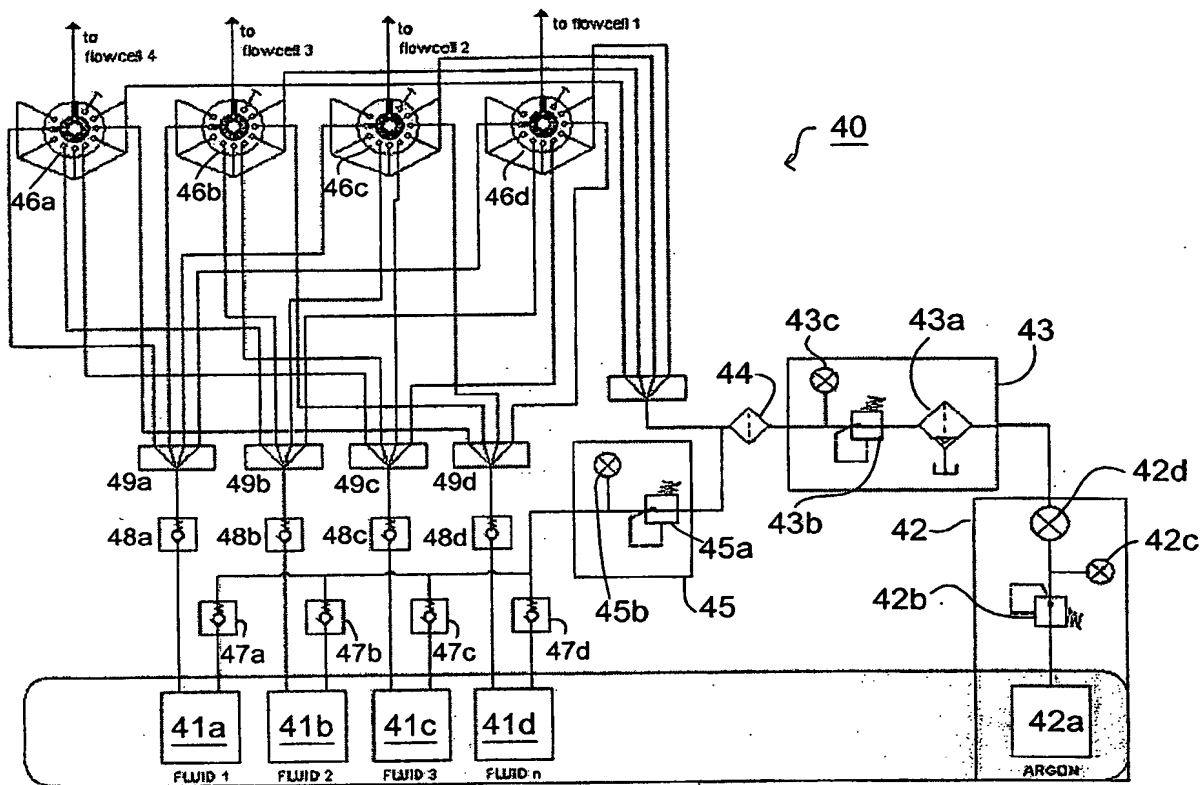 to
flowcell 4
to
flowcell 3
to
flowcell 2
to flowcell 1
40
46a
46b
46c
46d
43c
43a
43
44
49a
49b
49c
49d
43b
42d
42
42c
48a
48b
48c
48d
45a
45b
45
42b
47a
47b
47c
47d
41a
41b
41c
41d
42a
FLUID 1
FLUID 2
FLUID 3
FLUID n
ARGON